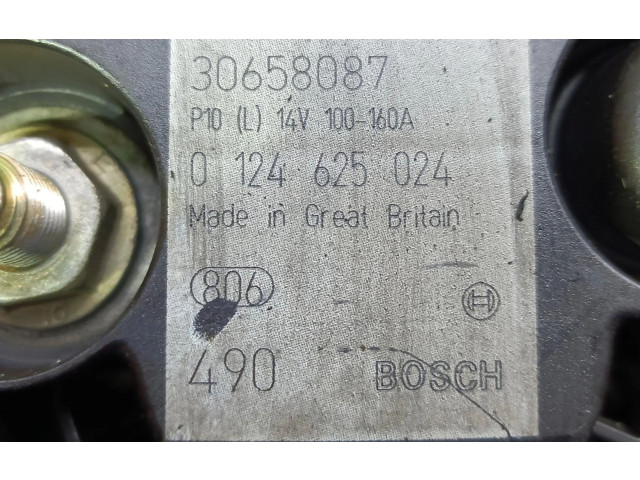 30658087
P10 (L) 14V 100-160A
0 124 625 024
Made in Great Britain
806
490 BOSCH